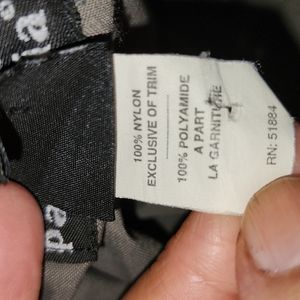 100% NYLON
EXCLUSIVE OF TRIM
100% POLYAMIDE
A PART
LA GARNITURE
RN: 51884